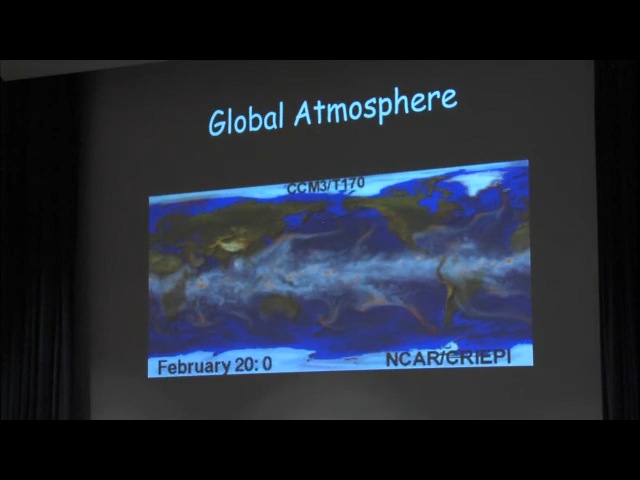 Global Atmosphere
CCM3/T170
February 20: 0
NCAR/CRIEPI